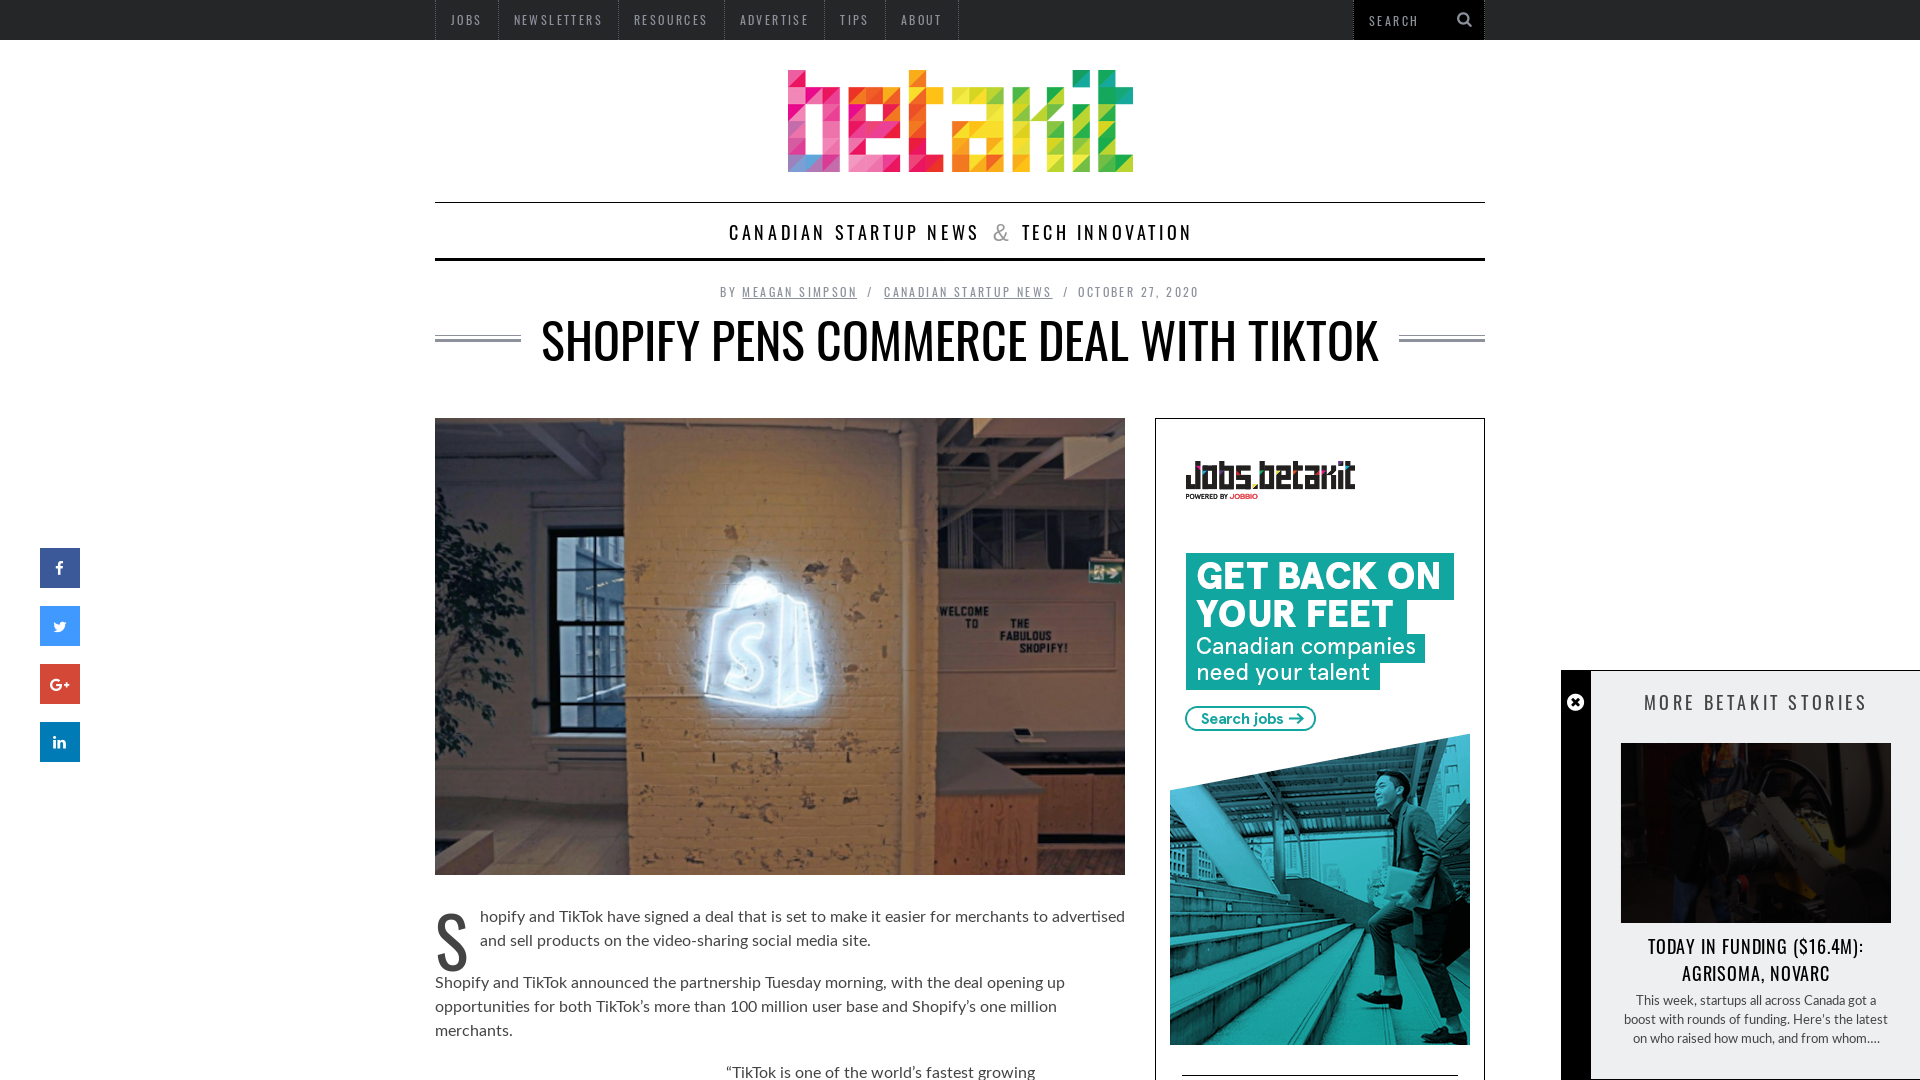 JOBS NEWSLETTERS RESOURCES ADVERTISE TIPS ABOUT SEARCH
betakit
CANADIAN STARTUP NEWS & TECH INNOVATION
BY MEAGAN SIMPSON / CANADIAN STARTUP NEWS / OCTOBER 27, 2020
SHOPIFY PENS COMMERCE DEAL WITH TIKTOK
WELCOME
TO THE
FABULOUS
SHOPIFY!
S
Shopify and TikTok have signed a deal that is set to make it easier for merchants to advertised
and sell products on the video-sharing social media site.
Shopify and TikTok announced the partnership Tuesday morning, with the deal opening up
opportunities for both TikTok’s more than 100 million user base and Shopify’s one million
merchants.
“TikTok is one of the world’s fastest growing
Jobs.betakit
POWERED BY JOBBIO
GET BACK ON
YOUR FEET
Canadian companies
need your talent
Search jobs →
f
G+
in
MORE BETAKIT STORIES
TODAY IN FUNDING ($16.4M):
AGRISOMA, NOVARC
This week, startups all across Canada got a
boost with rounds of funding. Here’s the latest
on who raised how much, and from whom....